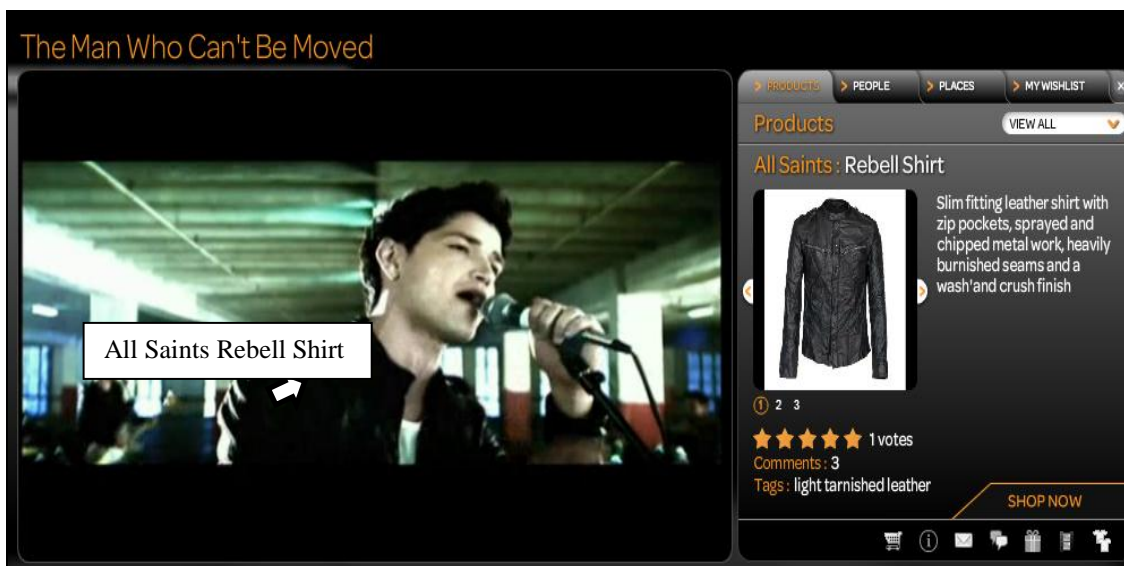 The Man Who Can't Be Moved
PRODUCTS
PEOPLE
PLACES
MY WISHLIST
Products
VIEW ALL
All Saints : Rebell Shirt
Slim fitting leather shirt with
zip pockets, sprayed and
chipped metal work, heavily
burnished seams and a
wash'and crush finish
All Saints Rebell Shirt
1 2 3
1 votes
Comments : 3
Tags : light tarnished leather
SHOP NOW